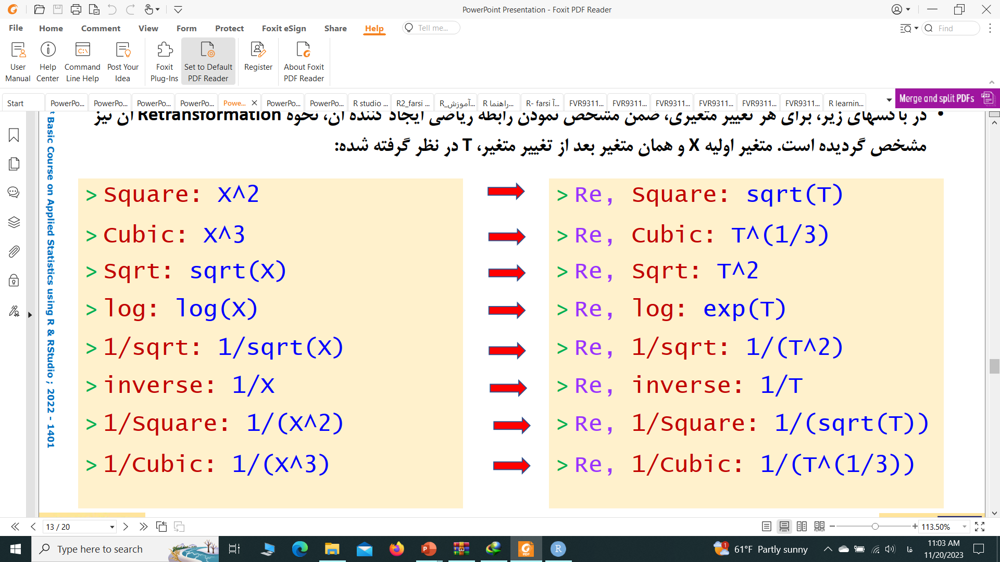 PowerPoint Presentation - Foxit PDF Reader
File Home Comment View Form Protect Foxit eSign Share Help Tell me... Find
User Manual
Help Center
Command Line Help
Post Your Idea
Foxit Plug-Ins
Set to Default PDF Reader
Register
About Foxit PDF Reader
Start PowerPo... PowerPo... PowerPo... PowerPo... Powe... PowerPo... PowerPo... R studio ... R2_farsi ... R_آموزش... R راهنما... R- farsi آ... FVR9311... FVR9311... FVR9311... FVR9311... FVR9311... FVR9311... R learnin... Merge and split PDFs
t Basic Course on Applied Statistics using R & RStudio ; 2022 - 1401
• در باکسهای زیر، برای هر تغییر متغیری، ضمن مشخص نمودن رابطه ریاضی ایجاد کننده آن، نحوه Retransformation آن نیز
مشخص گردیده است. متغیر اولیه X و همان متغیر بعد از تغییر متغیر، T در نظر گرفته شده:
> Square: X^2
> Cubic: X^3
> Sqrt: sqrt(X)
> log: log(X)
> 1/sqrt: 1/sqrt(X)
> inverse: 1/X
> 1/Square: 1/(X^2)
> 1/Cubic: 1/(X^3)
> Re, Square: sqrt(T)
> Re, Cubic: T^(1/3)
> Re, Sqrt: T^2
> Re, log: exp(T)
> Re, 1/sqrt: 1/(T^2)
> Re, inverse: 1/T
> Re, 1/Square: 1/(sqrt(T))
> Re, 1/Cubic: 1/(T^(1/3))
13 / 20
113.50%
Type here to search
61°F Partly sunny
فا
11:03 AM
11/20/2023